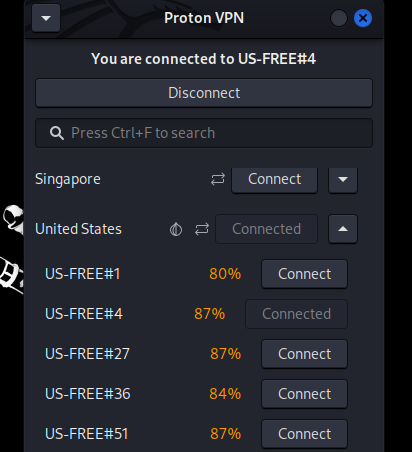 Proton VPN
You are connected to US-FREE#4
Disconnect
Press Ctrl+F to search
Singapore Connect
United States Connected
US-FREE#1 80% Connect
US-FREE#4 87% Connected
US-FREE#27 87% Connect
US-FREE#36 84% Connect
US-FREE#51 87% Connect